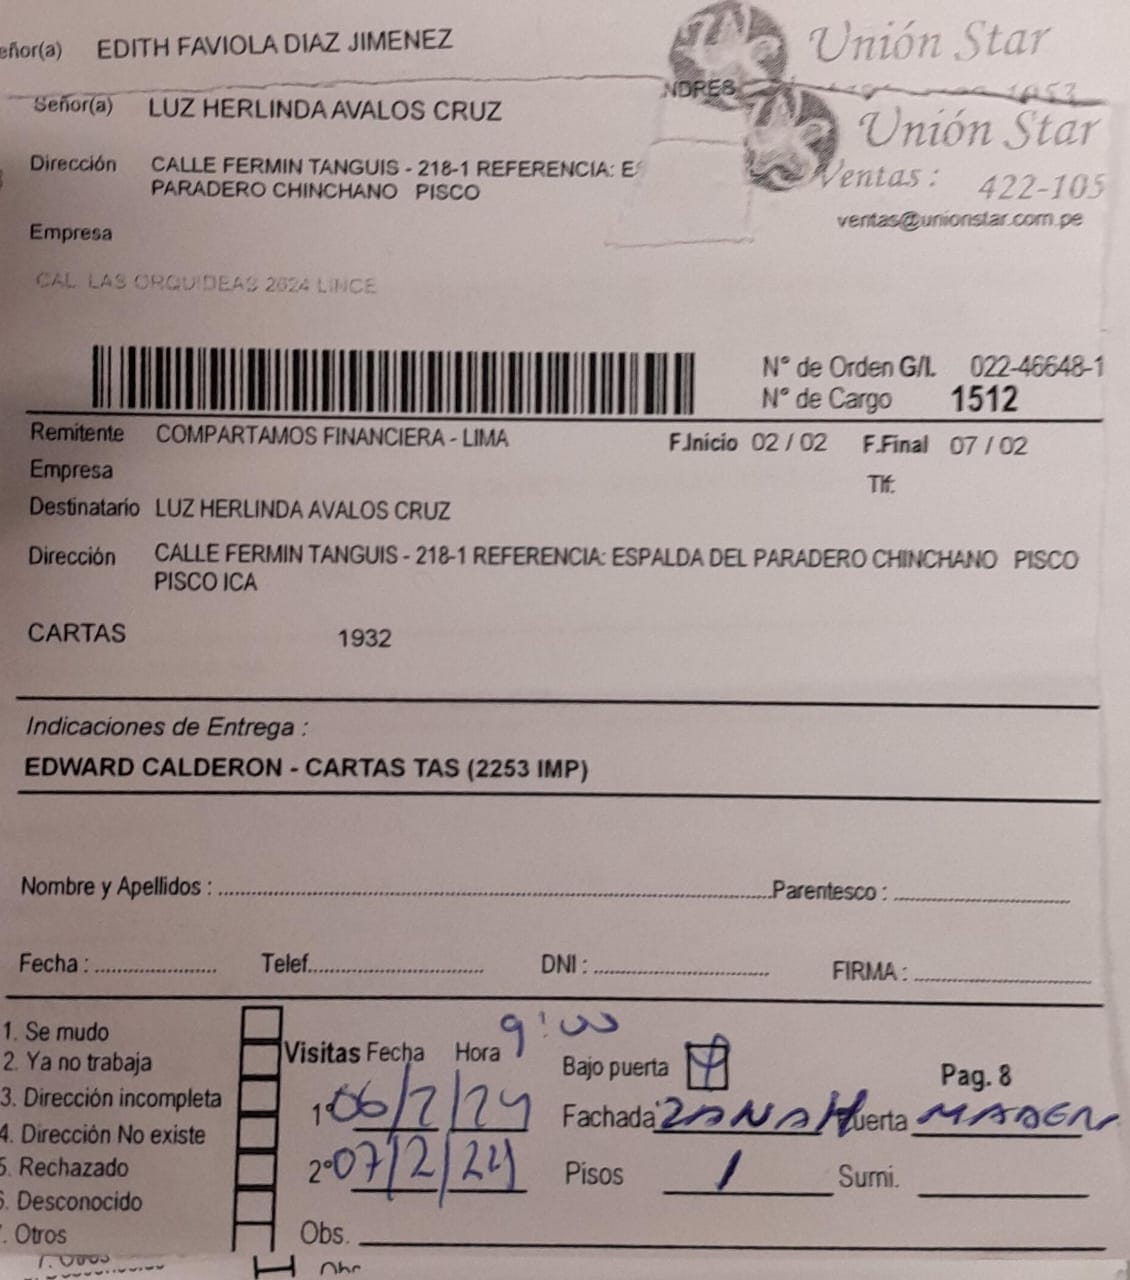 eñor(a) EDITH FAVIOLA DIAZ JIMENEZ
Unión Star
NDRES
Señor(a) LUZ HERLINDA AVALOS CRUZ
Unión Star
Dirección CALLE FERMIN TANGUIS - 218-1 REFERENCIA: ES
PARADERO CHINCHANO PISCO
Ventas : 422-105
ventas@unionstar.com.pe
Empresa
CAL. LAS ORQUIDEAS 2624 LINCE
N° de Orden G/I. 022-46648-1
N° de Cargo 1512
Remitente COMPARTAMOS FINANCIERA - LIMA F.Inicio 02 / 02 F.Final 07 / 02
Empresa Tlf:
Destinatario LUZ HERLINDA AVALOS CRUZ
Dirección CALLE FERMIN TANGUIS - 218-1 REFERENCIA: ESPALDA DEL PARADERO CHINCHANO PISCO
PISCO ICA
CARTAS 1932
Indicaciones de Entrega :
EDWARD CALDERON - CARTAS TAS (2253 IMP)
Nombre y Apellidos : Parentesco :
Fecha : Telef. DNI : FIRMA :
1. Se mudo
2. Ya no trabaja
3. Dirección incompleta
4. Dirección No existe
5. Rechazado
6. Desconocido
. Otros
Visitas Fecha Hora 9:00
1° 06/2/24
2° 07/2/24
Bajo puerta
Pag. 8
Fachada uerta MADER
Pisos 1 Sumi.
Obs.
7. Otros
Obs